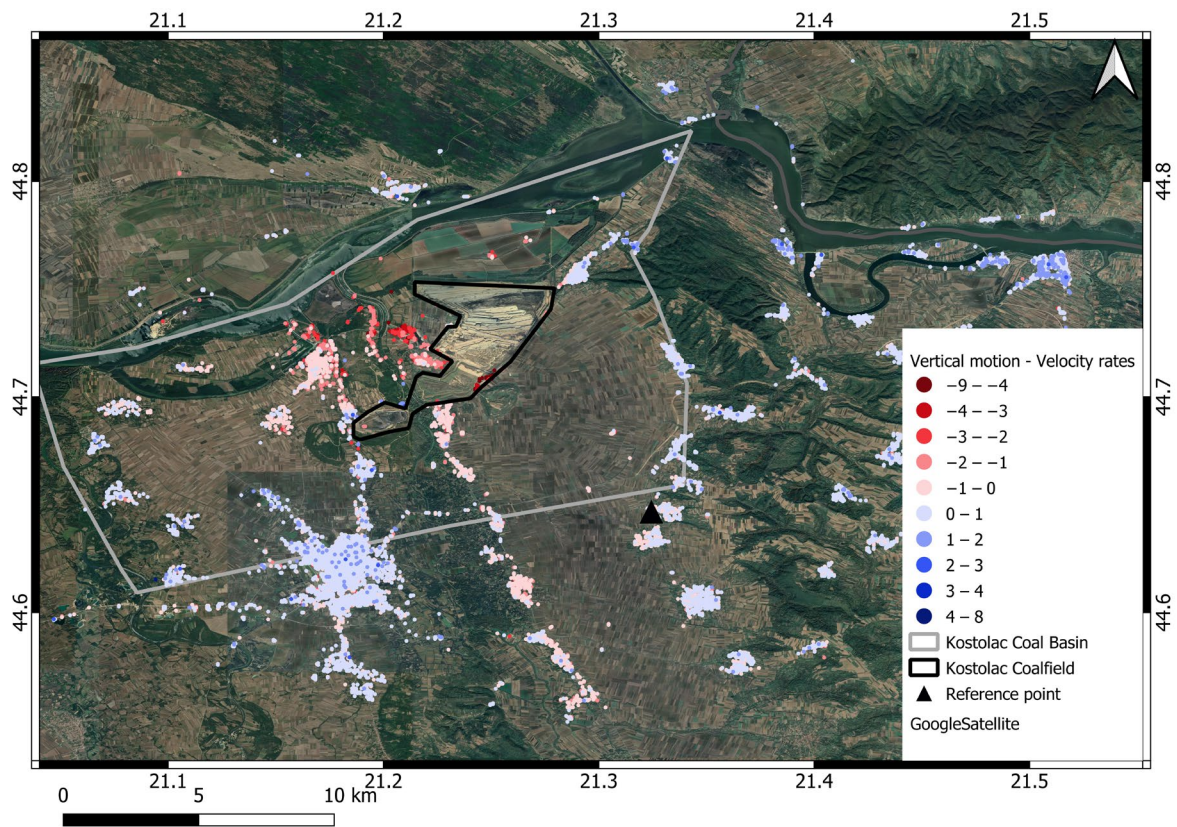 21.1 21.2 21.3 21.4 21.5
44.8 44.8
44.7 44.7
44.6 44.6
Vertical motion - Velocity rates
−9 – −4
−4 – −3
−3 – −2
−2 – −1
−1 – 0
0 – 1
1 – 2
2 – 3
3 – 4
4 – 8
Kostolac Coal Basin
Kostolac Coalfield
Reference point
GoogleSatellite
21.1 21.2 21.3 21.4 21.5
0 5 10 km